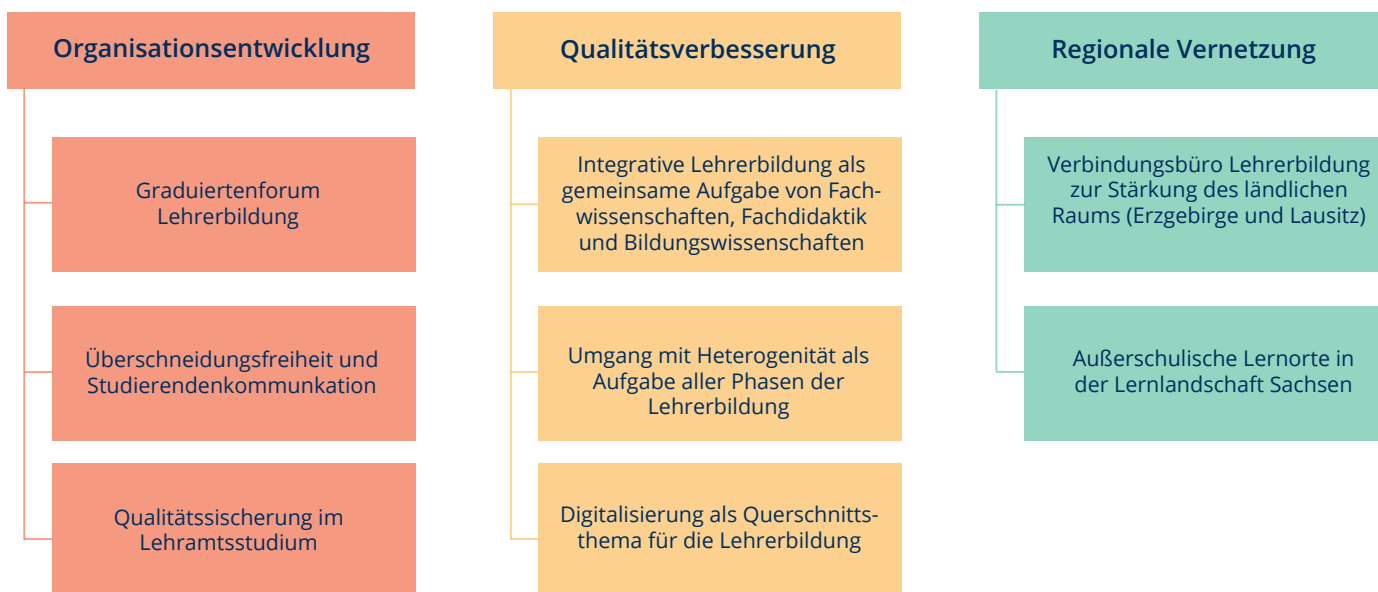 Organisationsentwicklung
Graduiertenforum
Lehrerbildung
Überschneidungsfreiheit und
Studierendenkommunkation
Qualitätssischerung im
Lehramtsstudium
Qualitätsverbesserung
Integrative Lehrerbildung als
gemeinsame Aufgabe von Fach-
wissenschaften, Fachdidaktik
und Bildungswissenschaften
Umgang mit Heterogenität als
Aufgabe aller Phasen der
Lehrerbildung
Digitalisierung als Querschnitts-
thema für die Lehrerbildung
Regionale Vernetzung
Verbindungsbüro Lehrerbildung
zur Stärkung des ländlichen
Raums (Erzgebirge und Lausitz)
Außerschulische Lernorte in
der Lernlandschaft Sachsen